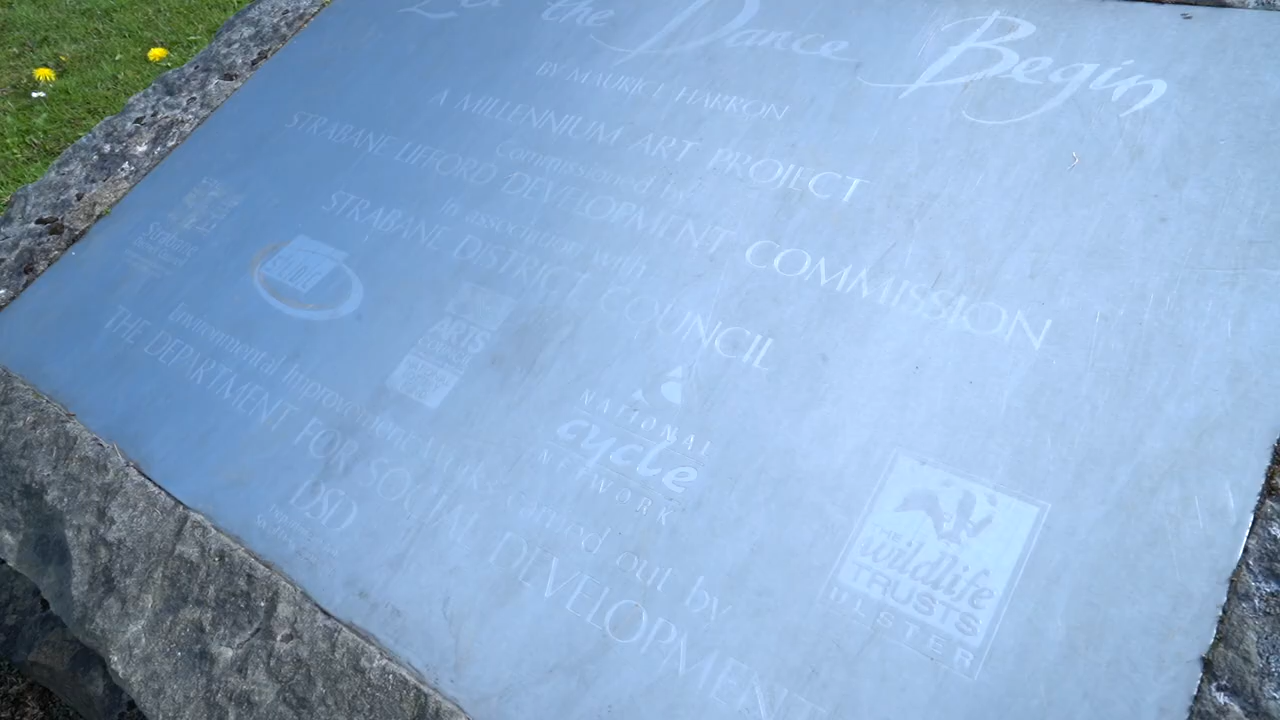 Let the Dance Begin
BY MAURICE HARRON
A MILLENNIUM ART PROJECT
Commissioned by
STRABANE LIFFORD DEVELOPMENT COMMISSION
in association with
STRABANE DISTRICT COUNCIL
Strabane
ARTS
NATIONAL
cycle
NETWORK
THE
wildlife
TRUSTS
ULSTER
Environmental Improvement works carried out by
THE DEPARTMENT FOR SOCIAL DEVELOPMENT
DSD